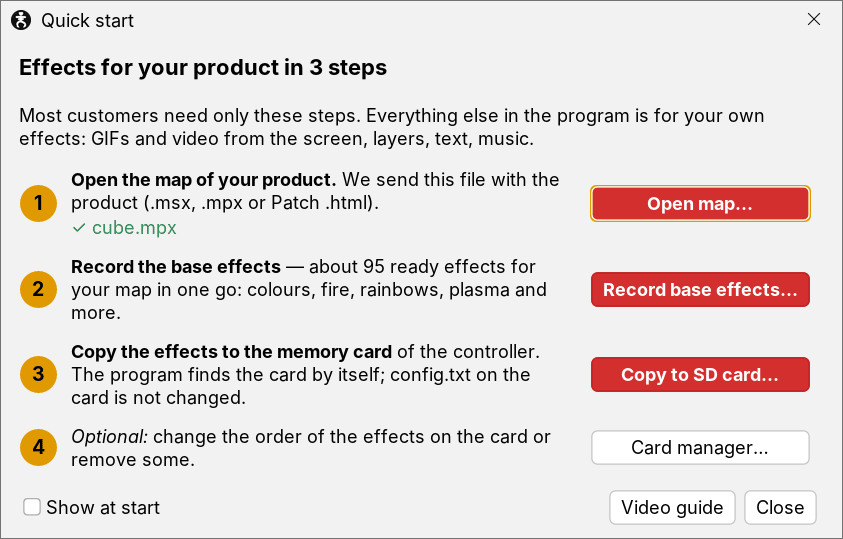 Quick start
Effects for your product in 3 steps
Most customers need only these steps. Everything else in the program is for your own
effects: GIFs and video from the screen, layers, text, music.
1
Open the map of your product. We send this file with the
product (.msx, .mpx or Patch .html).
✓ cube.mpx
Open map…
2
Record the base effects — about 95 ready effects for
your map in one go: colours, fire, rainbows, plasma and
more.
Record base effects…
3
Copy the effects to the memory card of the controller.
The program finds the card by itself; config.txt on the
card is not changed.
Copy to SD card…
4
Optional: change the order of the effects on the card or
remove some.
Card manager…
Show at start
Video guide
Close